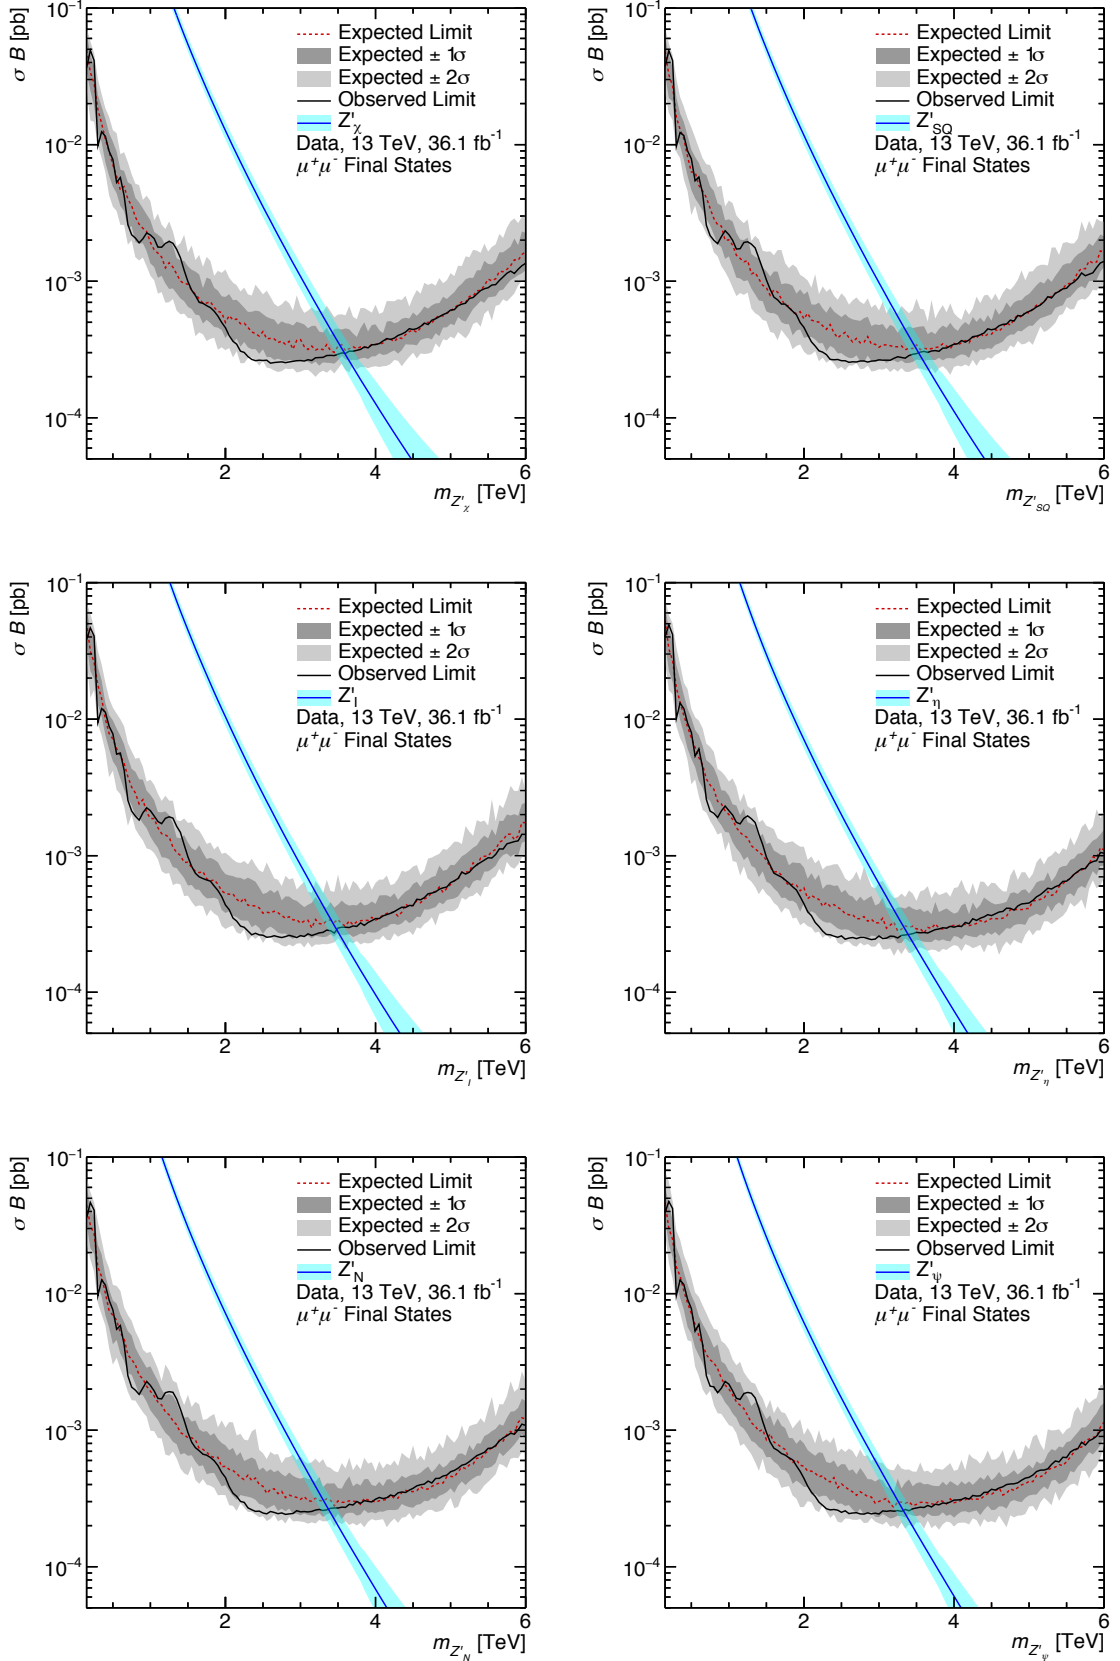 σ B [pb]
10⁻¹
10⁻²
10⁻³
10⁻⁴
Expected Limit
Expected ± 1σ
Expected ± 2σ
Observed Limit
Z'χ
Data, 13 TeV, 36.1 fb⁻¹
μ⁺μ⁻ Final States
2 4 6
m Z'χ [TeV]
σ B [pb]
10⁻¹
10⁻²
10⁻³
10⁻⁴
Expected Limit
Expected ± 1σ
Expected ± 2σ
Observed Limit
Z'SQ
Data, 13 TeV, 36.1 fb⁻¹
μ⁺μ⁻ Final States
2 4 6
m Z'SQ [TeV]
σ B [pb]
10⁻¹
10⁻²
10⁻³
10⁻⁴
Expected Limit
Expected ± 1σ
Expected ± 2σ
Observed Limit
Z'I
Data, 13 TeV, 36.1 fb⁻¹
μ⁺μ⁻ Final States
2 4 6
m Z'I [TeV]
σ B [pb]
10⁻¹
10⁻²
10⁻³
10⁻⁴
Expected Limit
Expected ± 1σ
Expected ± 2σ
Observed Limit
Z'η
Data, 13 TeV, 36.1 fb⁻¹
μ⁺μ⁻ Final States
2 4 6
m Z'η [TeV]
σ B [pb]
10⁻¹
10⁻²
10⁻³
10⁻⁴
Expected Limit
Expected ± 1σ
Expected ± 2σ
Observed Limit
Z'N
Data, 13 TeV, 36.1 fb⁻¹
μ⁺μ⁻ Final States
2 4 6
m Z'N [TeV]
σ B [pb]
10⁻¹
10⁻²
10⁻³
10⁻⁴
Expected Limit
Expected ± 1σ
Expected ± 2σ
Observed Limit
Z'ψ
Data, 13 TeV, 36.1 fb⁻¹
μ⁺μ⁻ Final States
2 4 6
m Z'ψ [TeV]